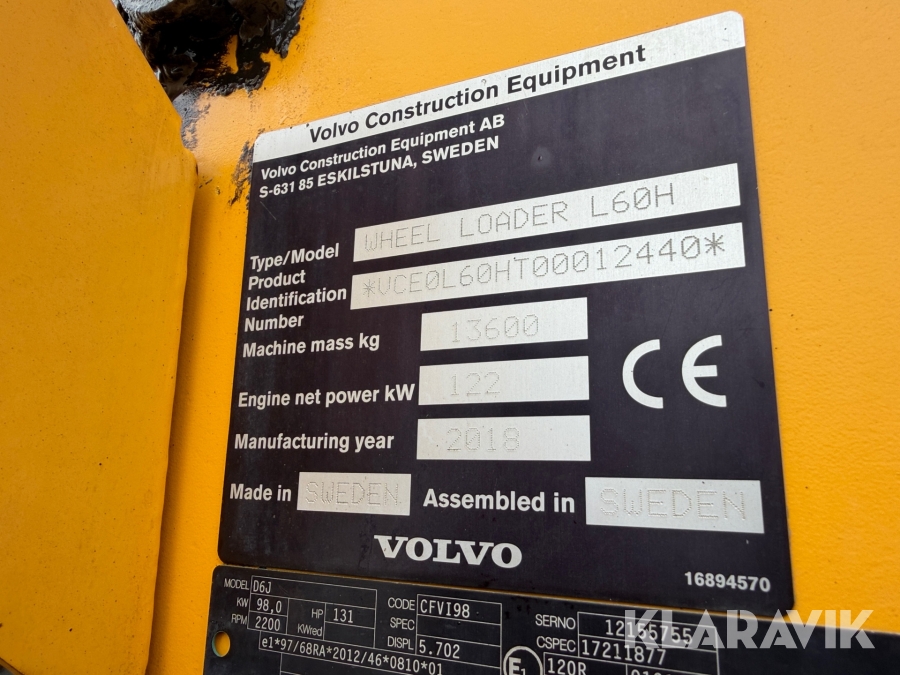 Volvo Construction Equipment
Volvo Construction Equipment AB
S-631 85 ESKILSTUNA, SWEDEN
Type/Model WHEEL LOADER L60H
Product
Identification *VCE0L60HT00012440*
Number
Machine mass kg 13600
Engine net power kW 122
Manufacturing year 2018
Made in SWEDEN Assembled in SWEDEN
CE
VOLVO
16894570
MODEL D6J
KW 98,0 HP 131 CODE CFVI98 SERNO 12165755
RPM 2200 KWred SPEC CSPEC 17211877
e1*97/68RA*2012/46*0810*01 DISPL 5.702 E1 120R
KLARAVIK